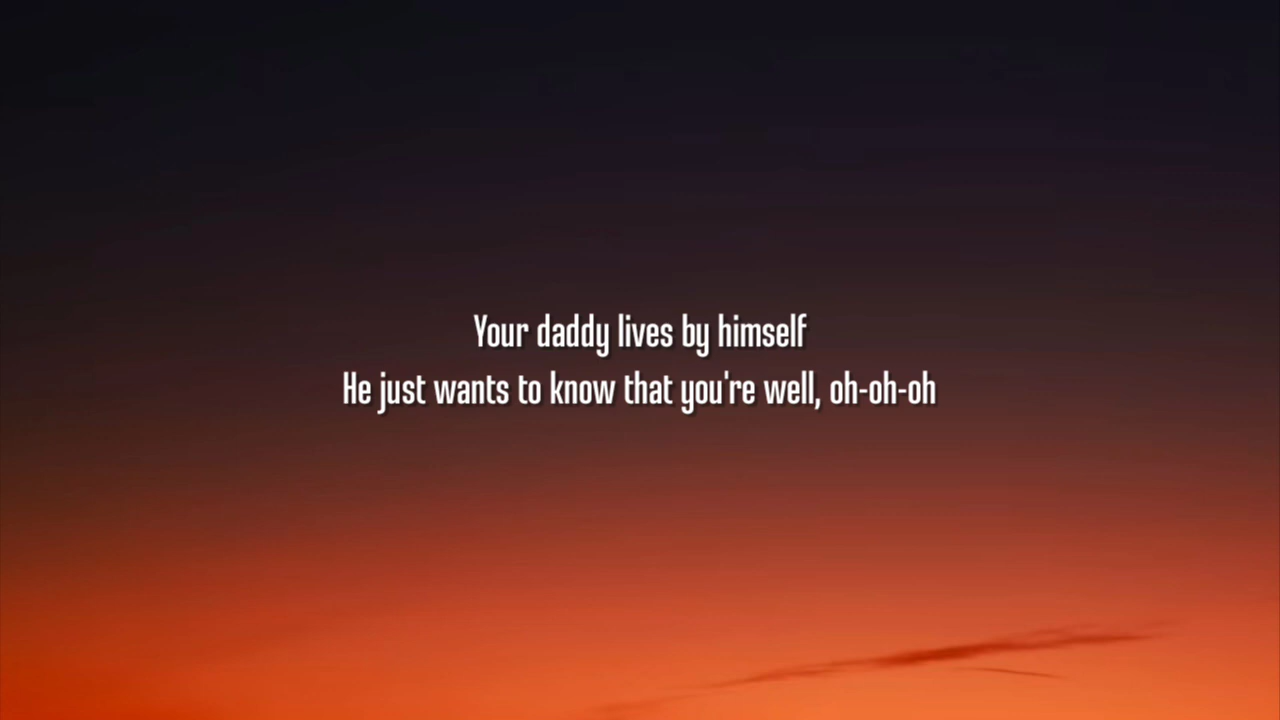 Your daddy lives by himself
He just wants to know that you're well, oh-oh-oh